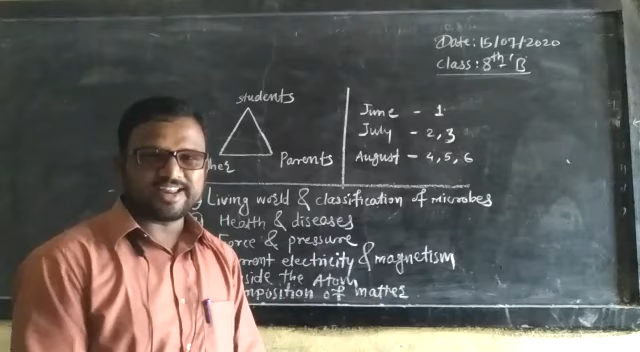 Date: 15/07/2020
Class: 8th 'B'
students
Parents
June - 1
July - 2,3
August - 4,5,6
Living world & classification of microbes
Health & diseases
Force & pressure
electricity & magnetism
the Atom
of matter